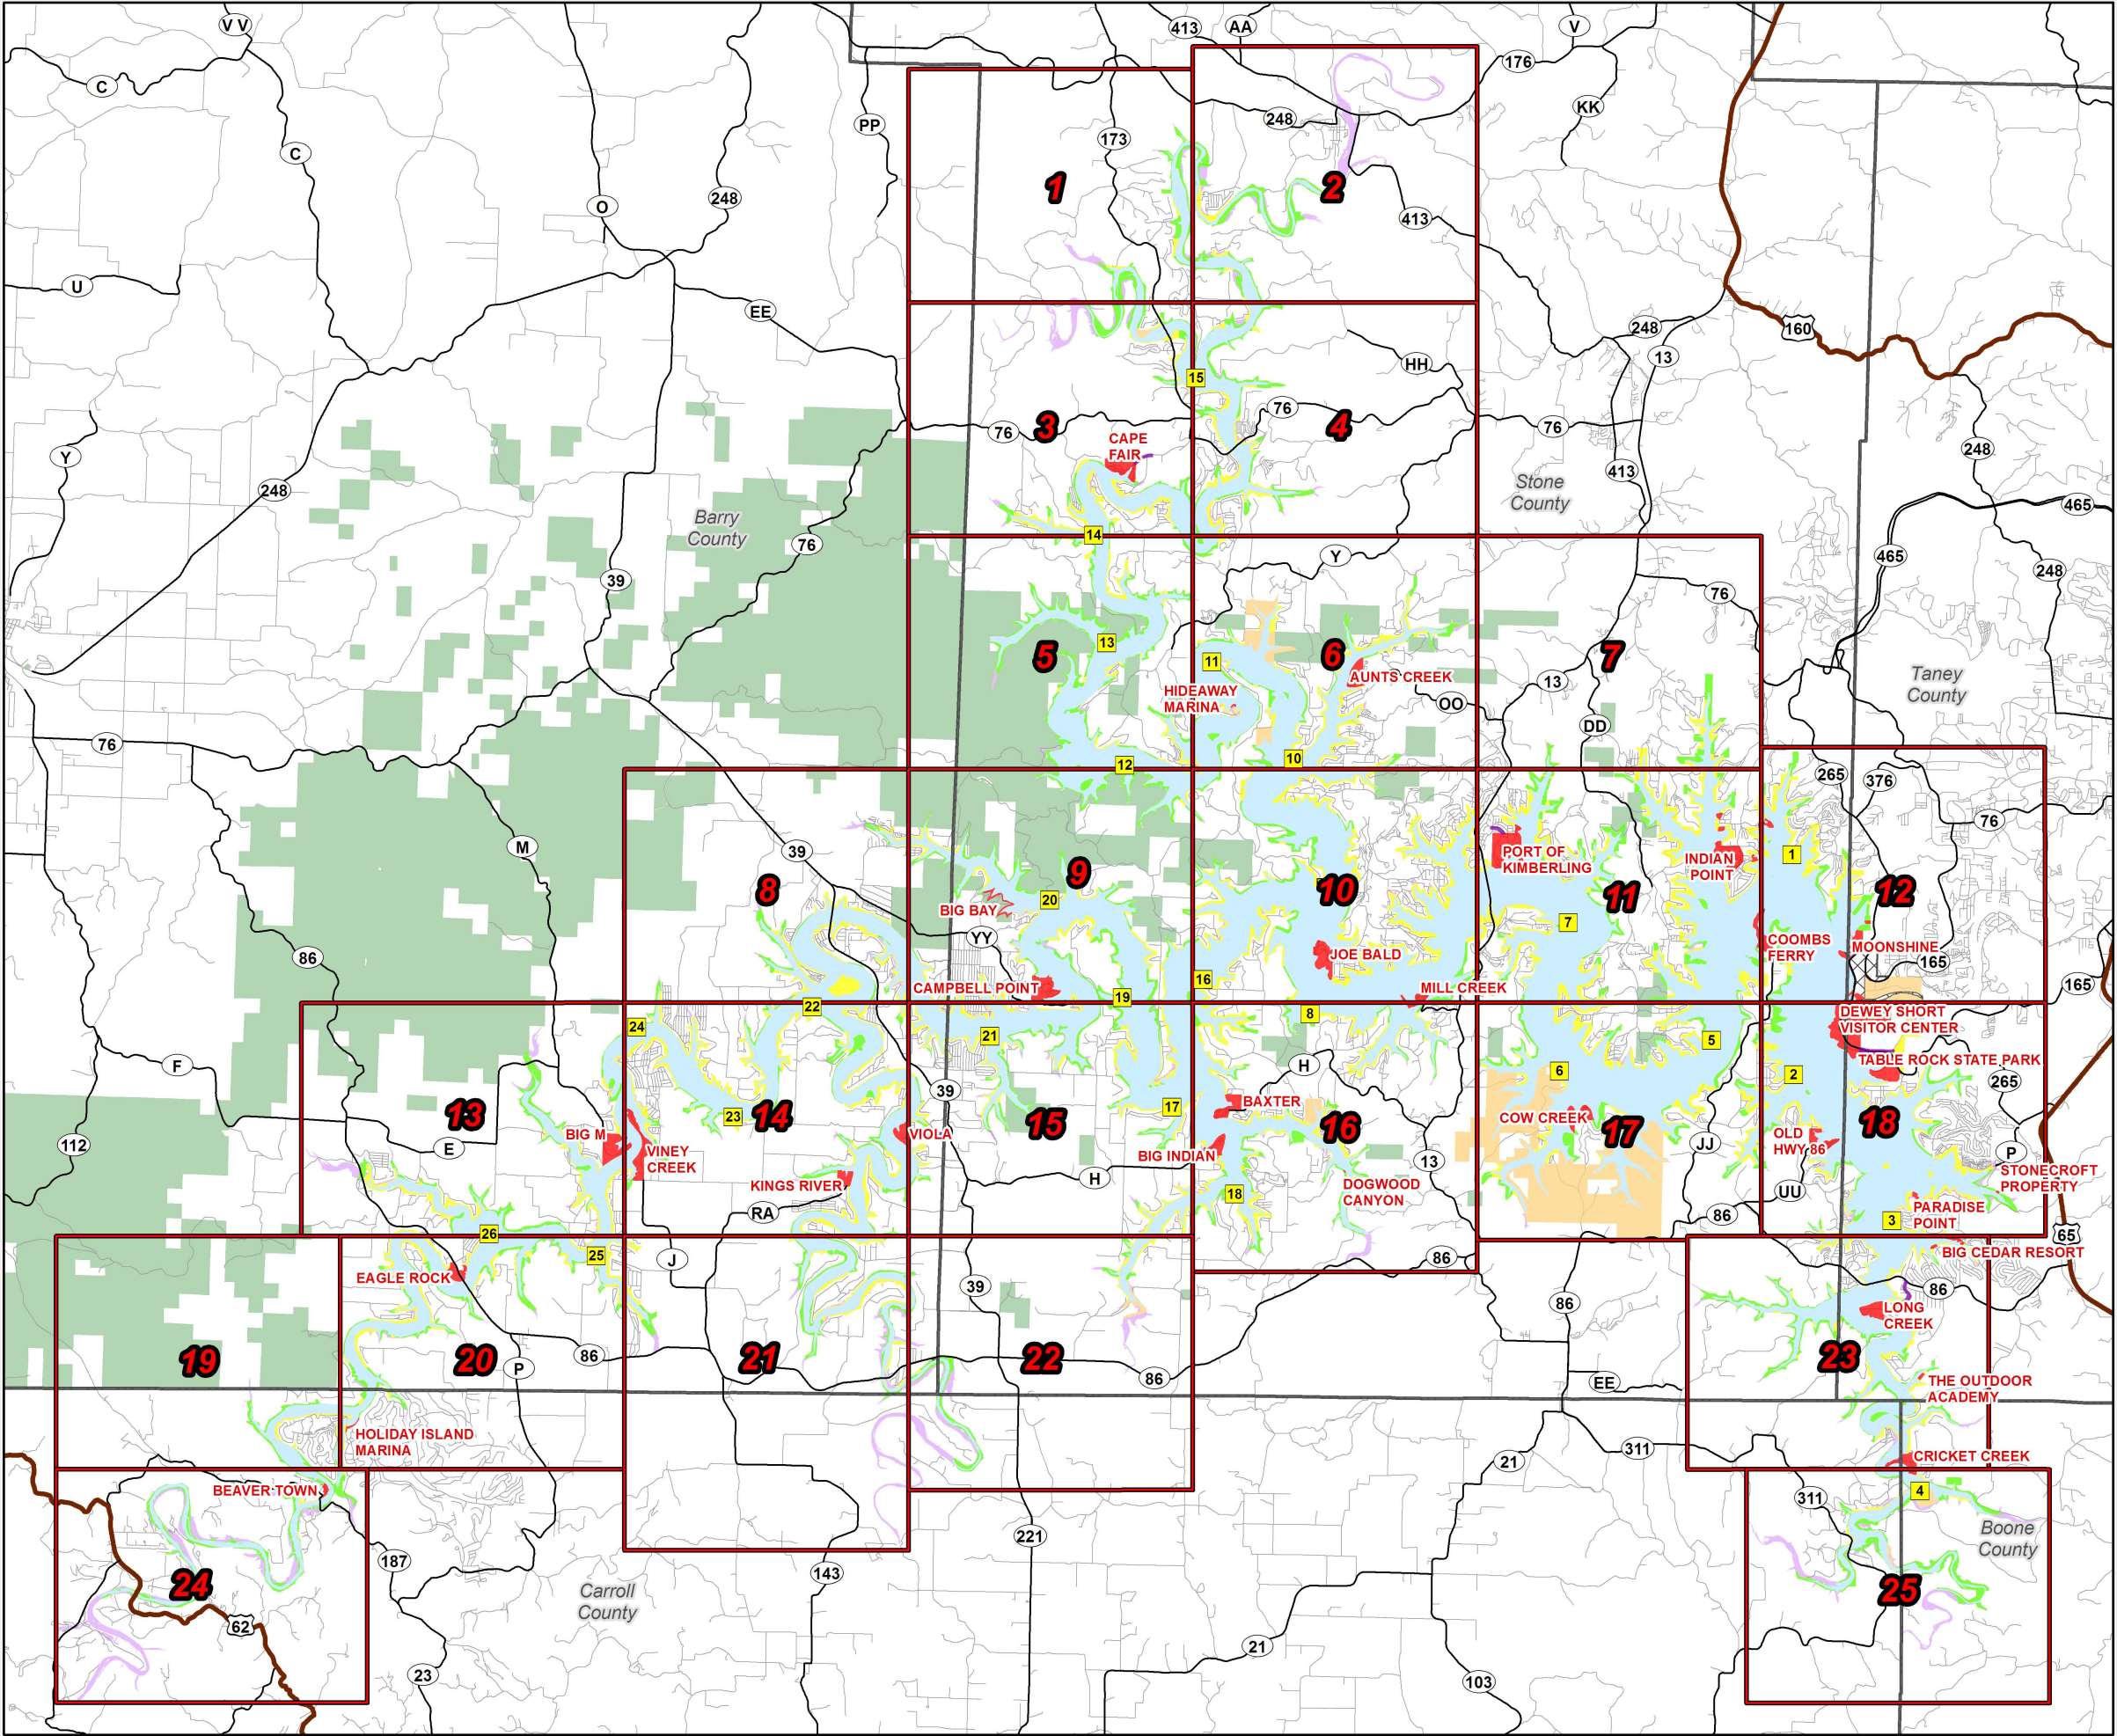 V V
413
AA
V
C
176
KK
PP
248
173
C
1
2
248
O
413
U
EE
248
160
13
15
HH
76
3
76
4
76
CAPE
FAIR
Y
248
413
Stone
County
248
465
Barry
County
76
14
465
Y
39
248
76
13
5
11
6
7
AUNTS CREEK
HIDEAWAY
MARINA
13
OO
DD
Taney
County
76
12
10
265
376
76
M
39
PORT OF
KIMBERLING
INDIAN
POINT
1
8
9
10
11
12
20
BIG BAY
YY
7
86
JOE BALD
COOMBS
FERRY
MOONSHINE
165
16
CAMPBELL POINT
19
MILL CREEK
165
22
24
21
8
DEWEY SHORT
VISITOR CENTER
5
TABLE ROCK STATE PARK
F
H
6
2
265
39
13
23
14
15
17
BAXTER
16
COW CREEK
17
18
112
E
BIG M
VINEY
CREEK
VIOLA
BIG INDIAN
JJ
OLD
HWY 86
P
13
KINGS RIVER
H
DOGWOOD
CANYON
STONECROFT
PROPERTY
18
UU
RA
86
PARADISE
POINT
3
26
25
65
J
86
BIG CEDAR RESORT
EAGLE ROCK
39
86
86
LONG
CREEK
19
20
86
P
21
22
86
23
EE
THE OUTDOOR
ACADEMY
HOLIDAY ISLAND
MARINA
311
CRICKET CREEK
21
BEAVER TOWN
4
311
221
Boone
County
187
143
24
Carroll
County
25
62
21
23
103